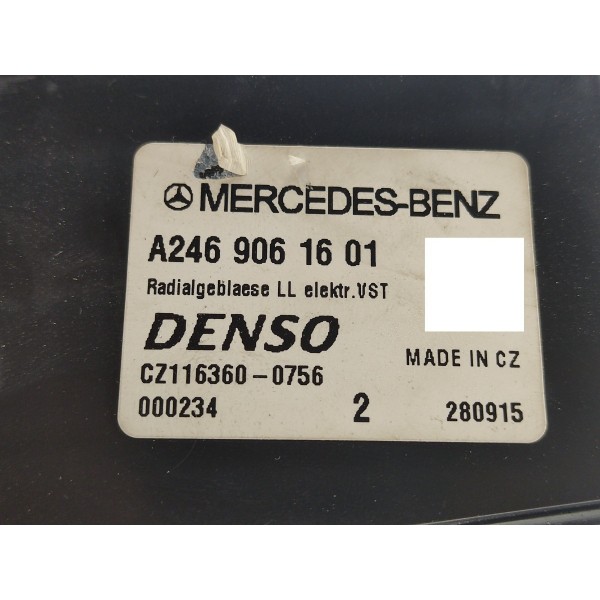 MERCEDES-BENZ
A246 906 16 01
Radialgeblaese LL elektr.VST
DENSO
MADE IN CZ
CZ116360-0756
000234 2 280915